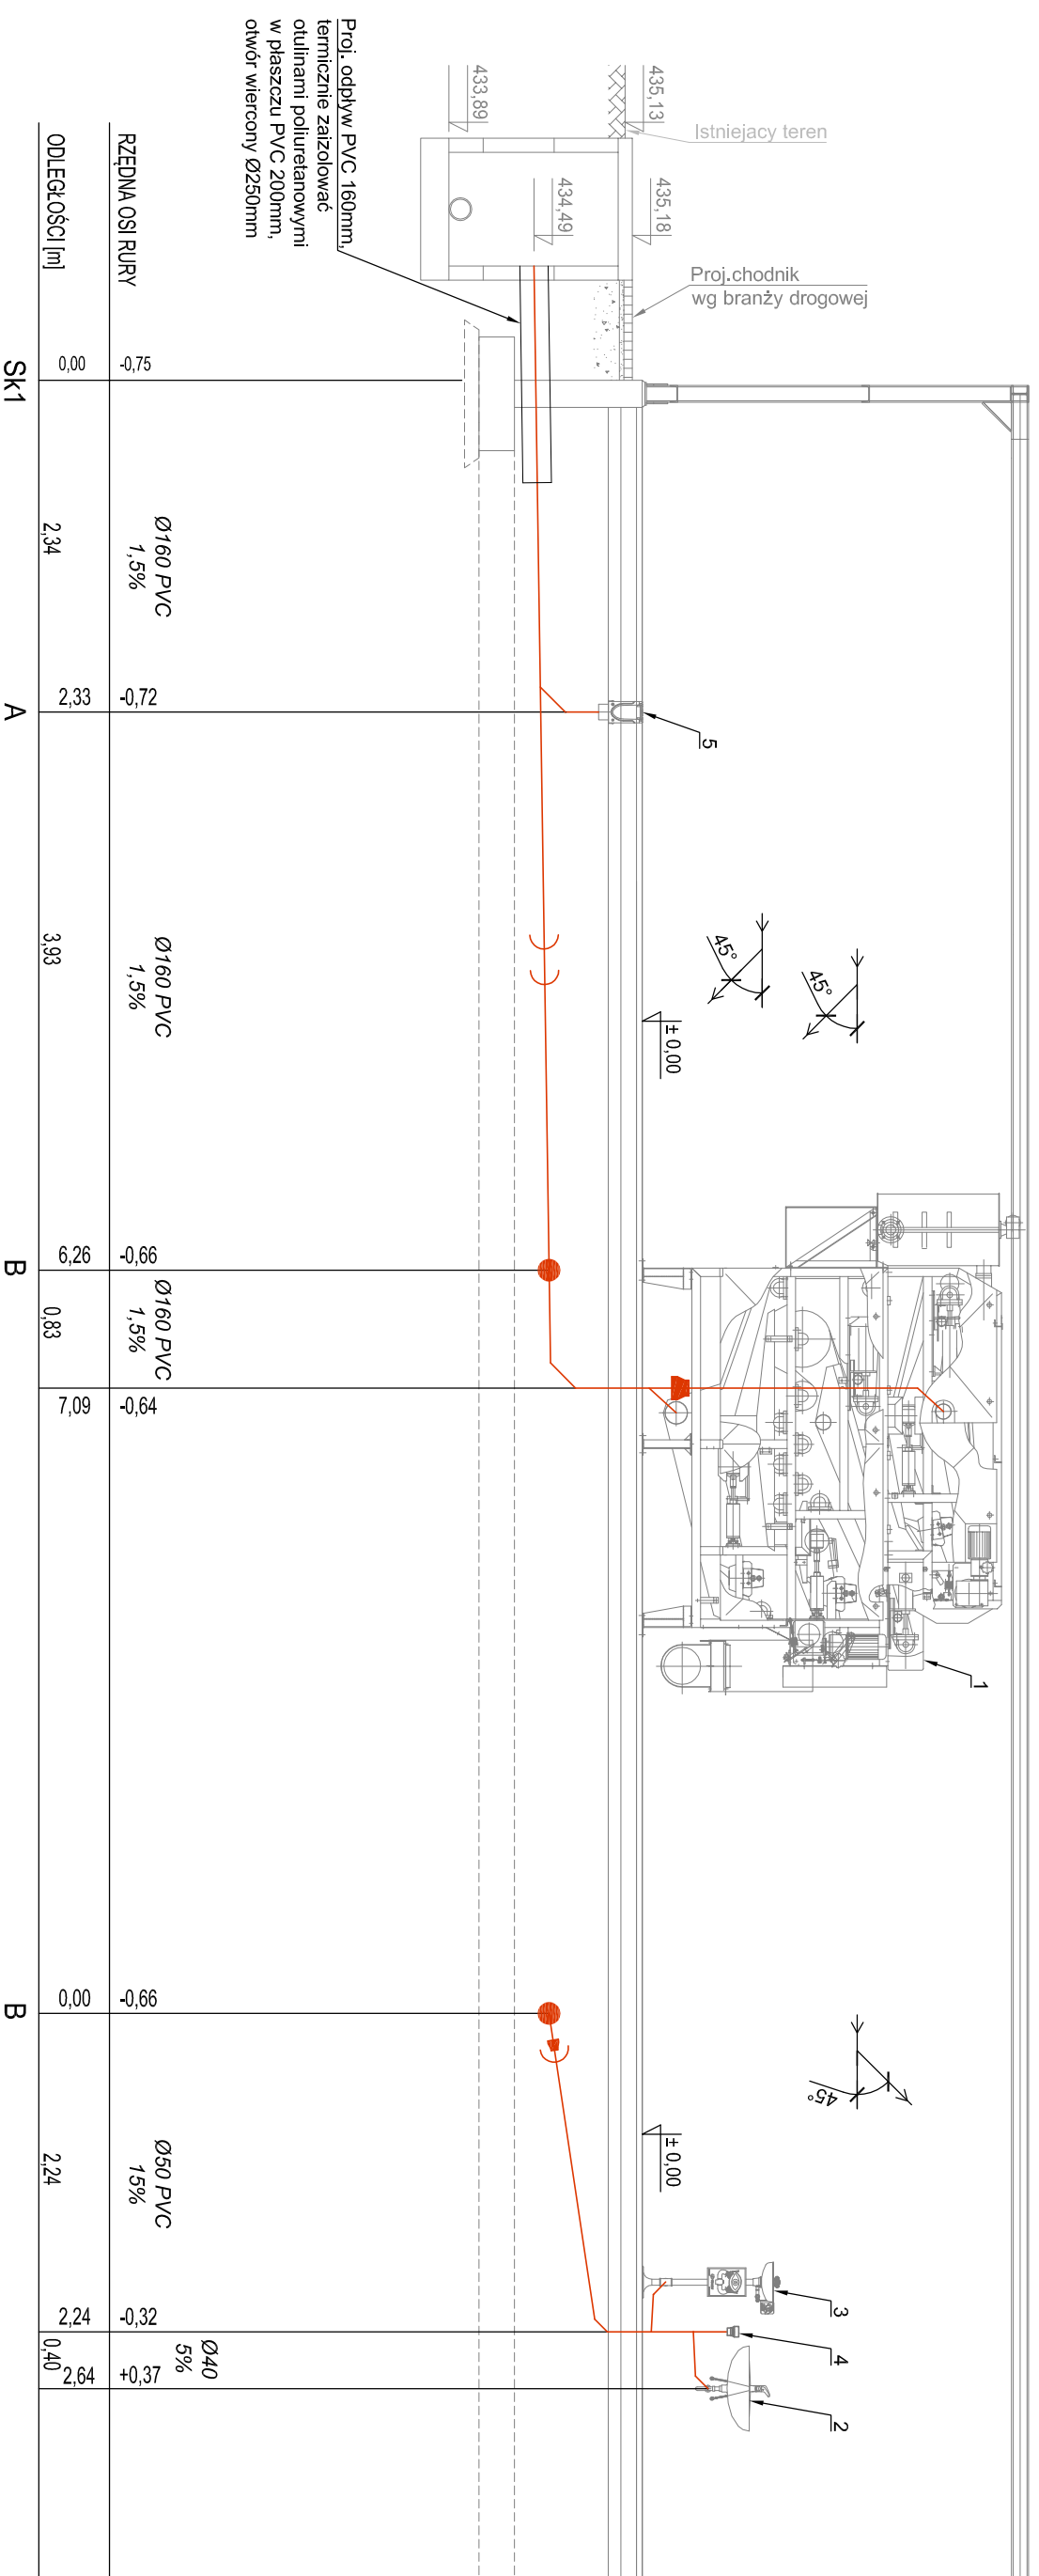 Istniejacy teren
Proj.chodnik
wg branży drogowej
435,13
433,89
435,18
434,49
Proj. odpływ PVC 160mm,
termicznie zaizolować
otulinami poliuretanowymi
w płaszczu PVC 200mm,
otwór wiercony Ø250mm
5
45°
45°
± 0,00
1
45°
± 0,00
3
4
2
RZĘDNA OSI RURY
-0,75
-0,72
-0,66
-0,64
-0,66
-0,32
+0,37
Ø160 PVC
1,5%
Ø160 PVC
1,5%
Ø160 PVC
1,5%
Ø50 PVC
15%
Ø40
5%
ODLEGŁOŚCI [m]
0,00
2,34
2,33
3,93
6,26
0,83
7,09
0,00
2,24
2,24
0,40
2,64
Sk1
A
B
B